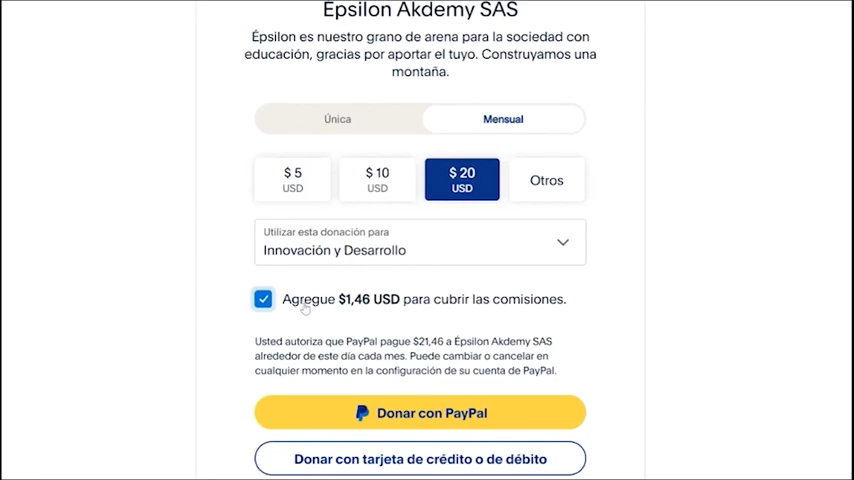 Épsilon Akdemy SAS
Épsilon es nuestro grano de arena para la sociedad con
educación, gracias por aportar el tuyo. Construyamos una
montaña.
Única
Mensual
$ 5
USD
$ 10
USD
$ 20
USD
Otros
Utilizar esta donación para
Innovación y Desarrollo
Agregue $1,46 USD para cubrir las comisiones.
Usted autoriza que PayPal pague $21,46 a Épsilon Akdemy SAS
alrededor de este día cada mes. Puede cambiar o cancelar en
cualquier momento en la configuración de su cuenta de PayPal.
Donar con PayPal
Donar con tarjeta de crédito o de débito